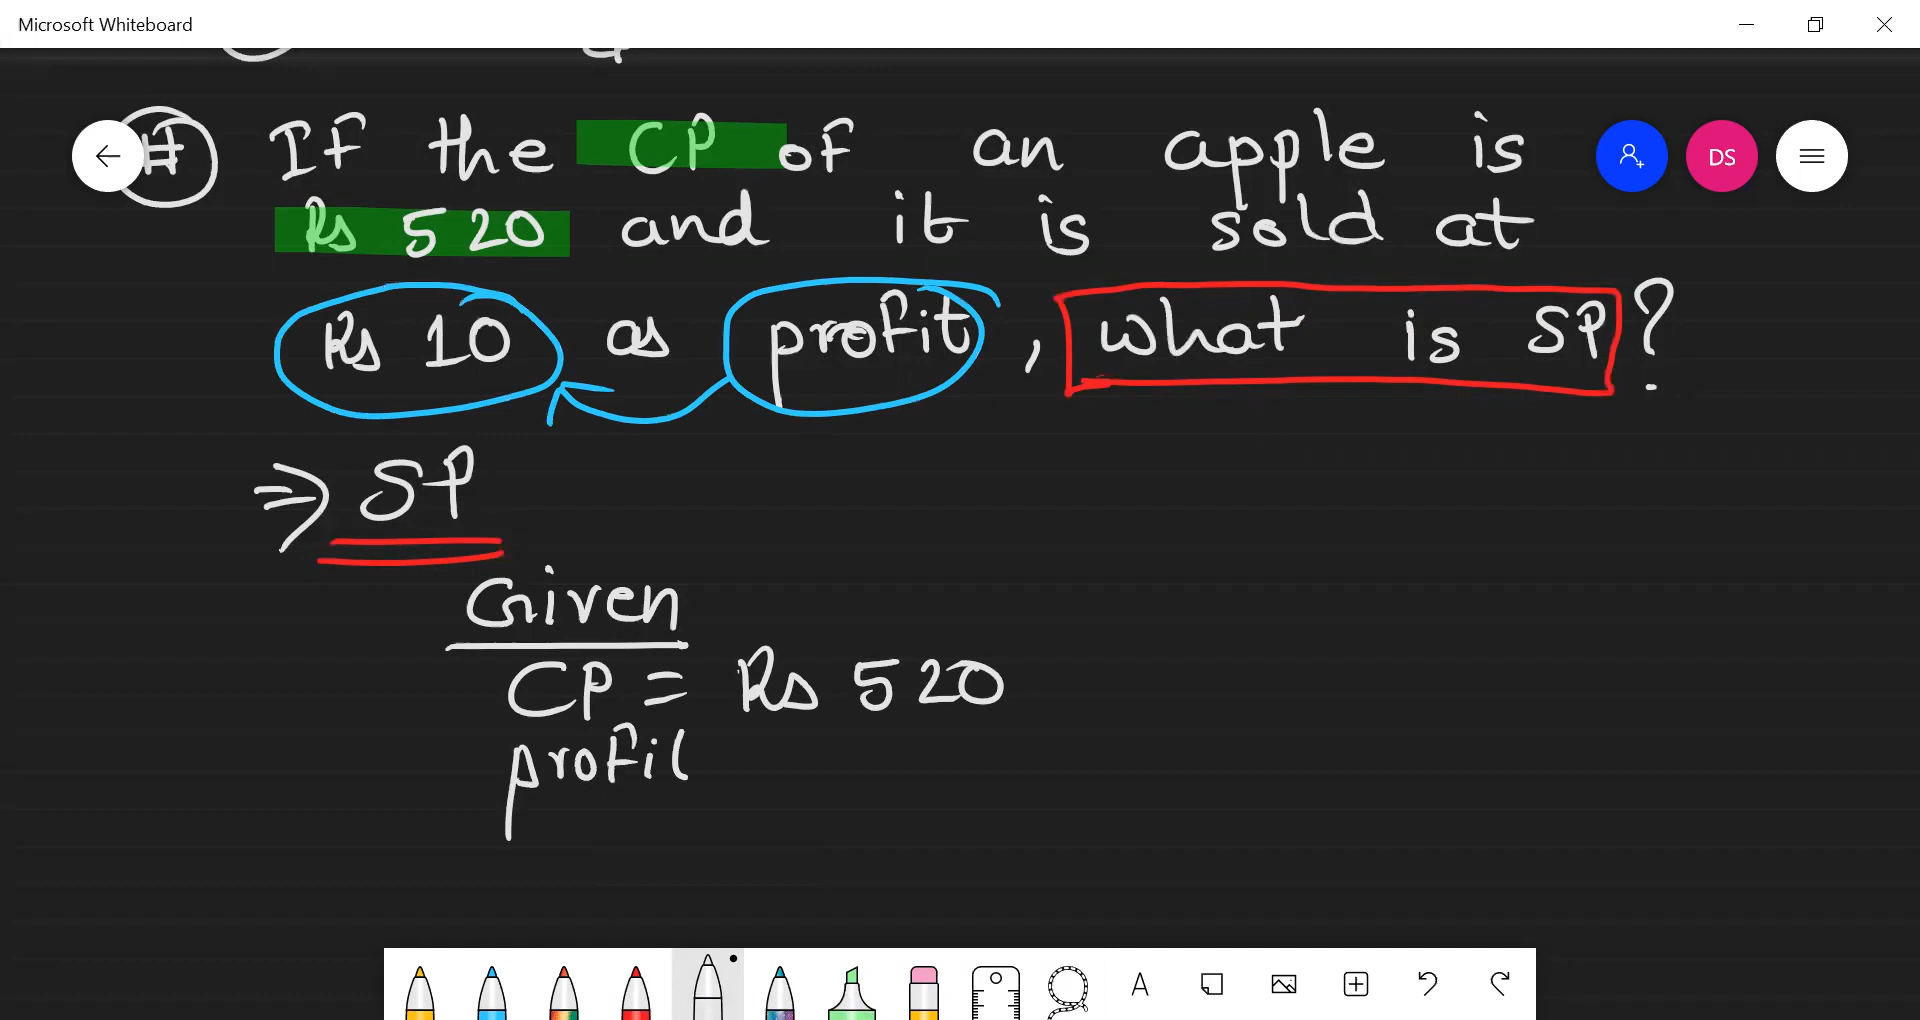 Microsoft Whiteboard
# If the CP of an apple is
Rs 520 and it is sold at
Rs 10 as profit, what is SP?
⇒ SP
Given
CP = Rs 520
profit
DS
A